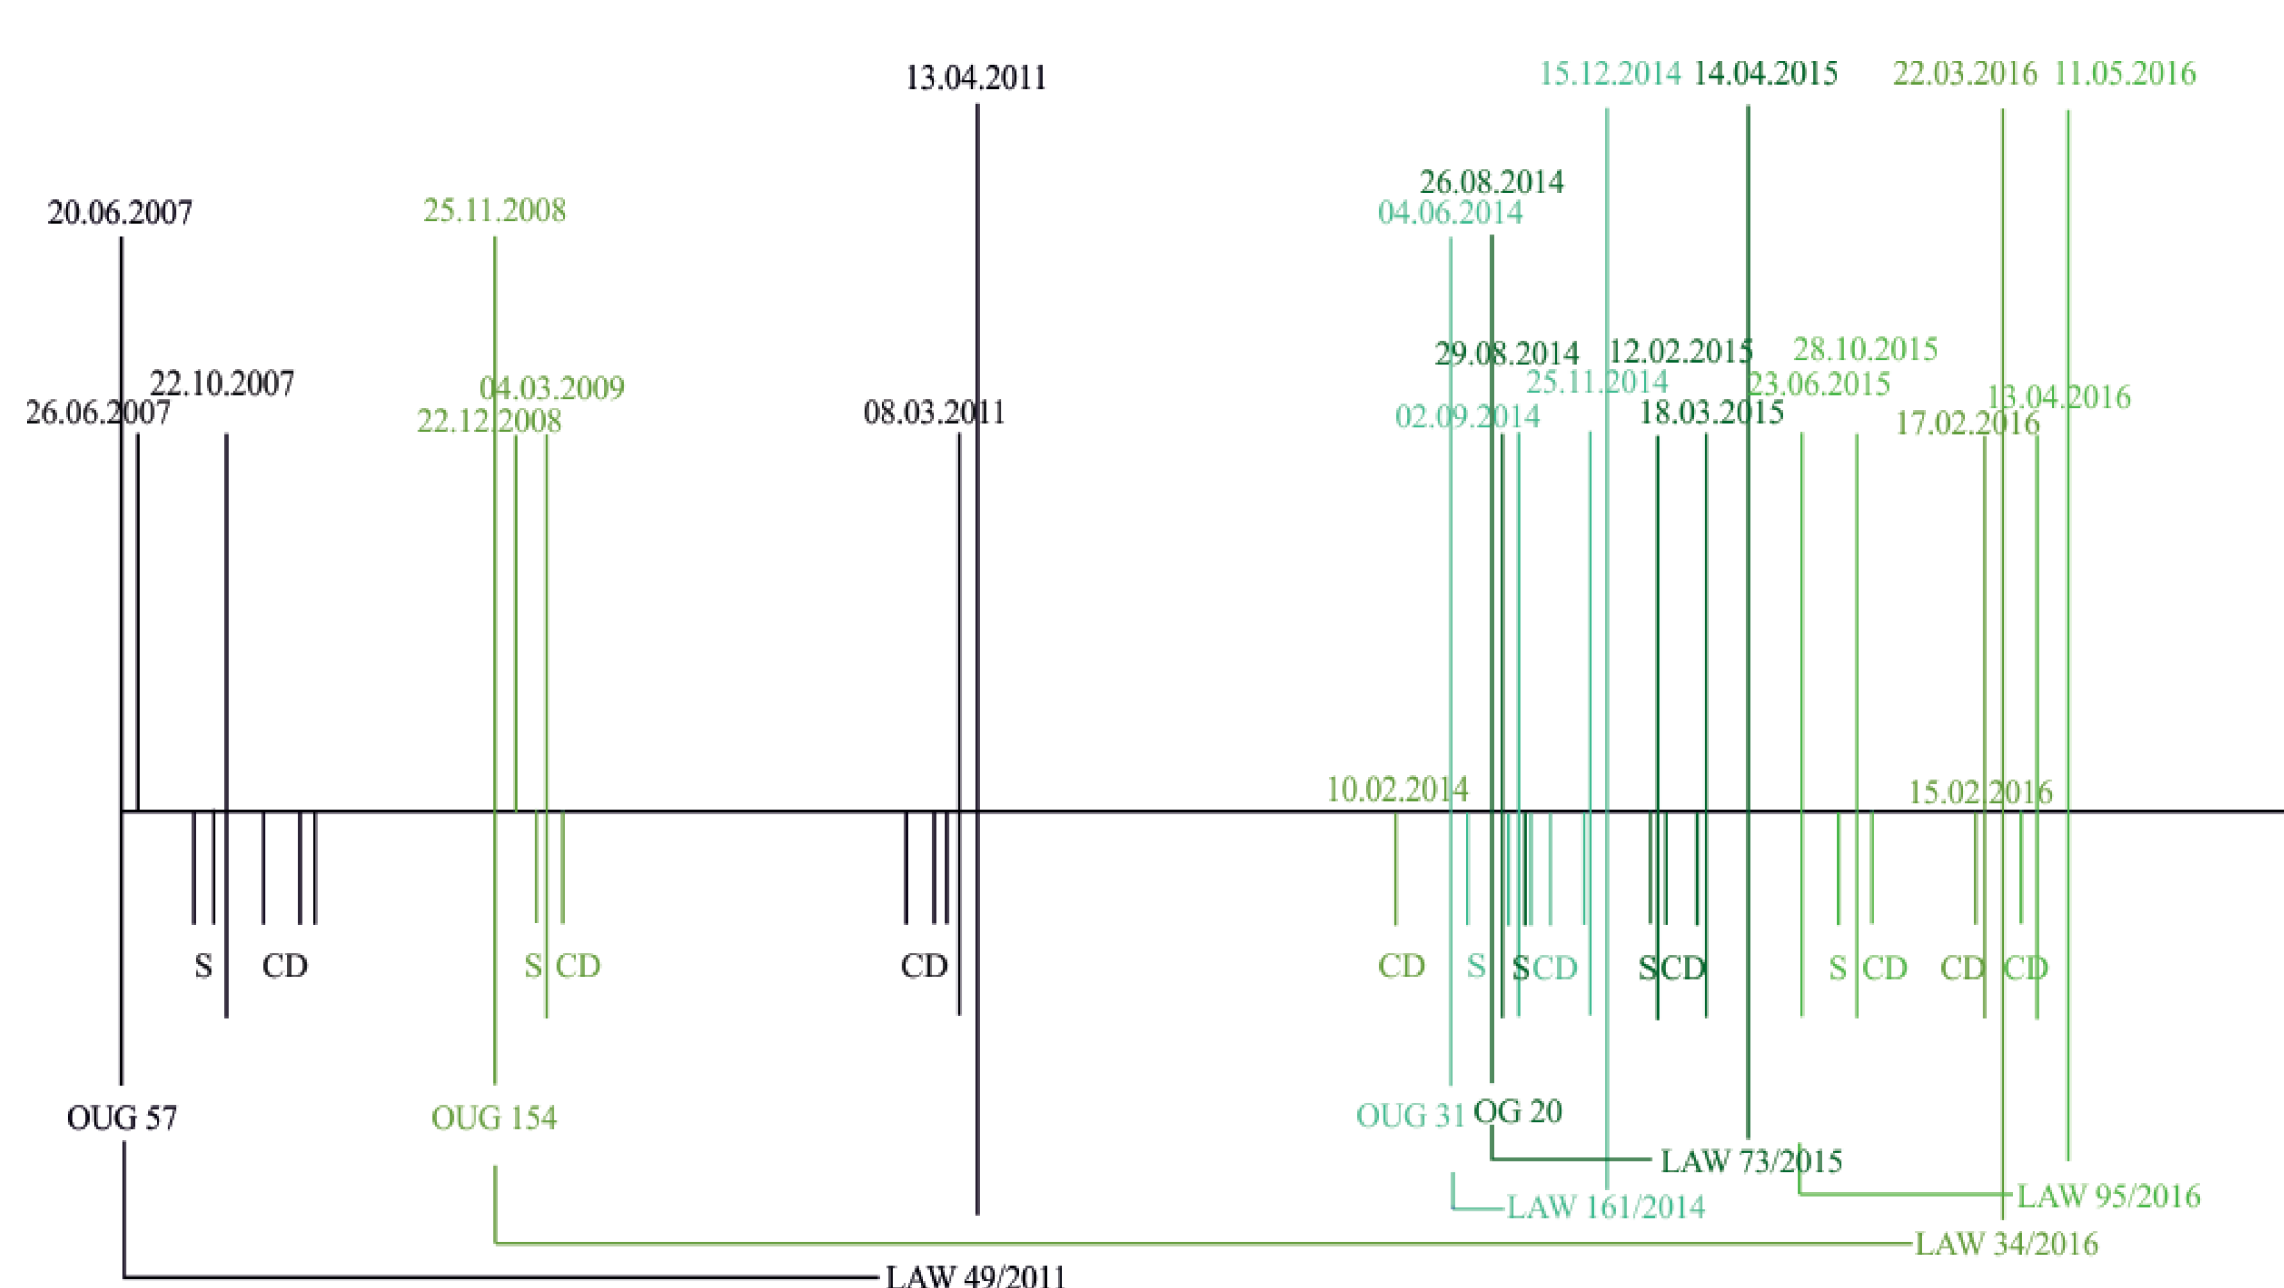 13.04.2011
15.12.2014 14.04.2015
22.03.2016 11.05.2016
26.08.2014
20.06.2007
25.11.2008
04.06.2014
29.08.2014 12.02.2015
28.10.2015
22.10.2007
04.03.2009
25.11.2014
23.06.2015
13.04.2016
26.06.2007
22.12.2008
08.03.2011
02.09.2014
18.03.2015
17.02.2016
10.02.2014
15.02.2016
S CD
S CD
CD
CD
S
S CD
S CD
S CD
CD
CD
OUG 57
OUG 154
OUG 31
OG 20
LAW 73/2015
LAW 95/2016
LAW 161/2014
LAW 34/2016
LAW 49/2011